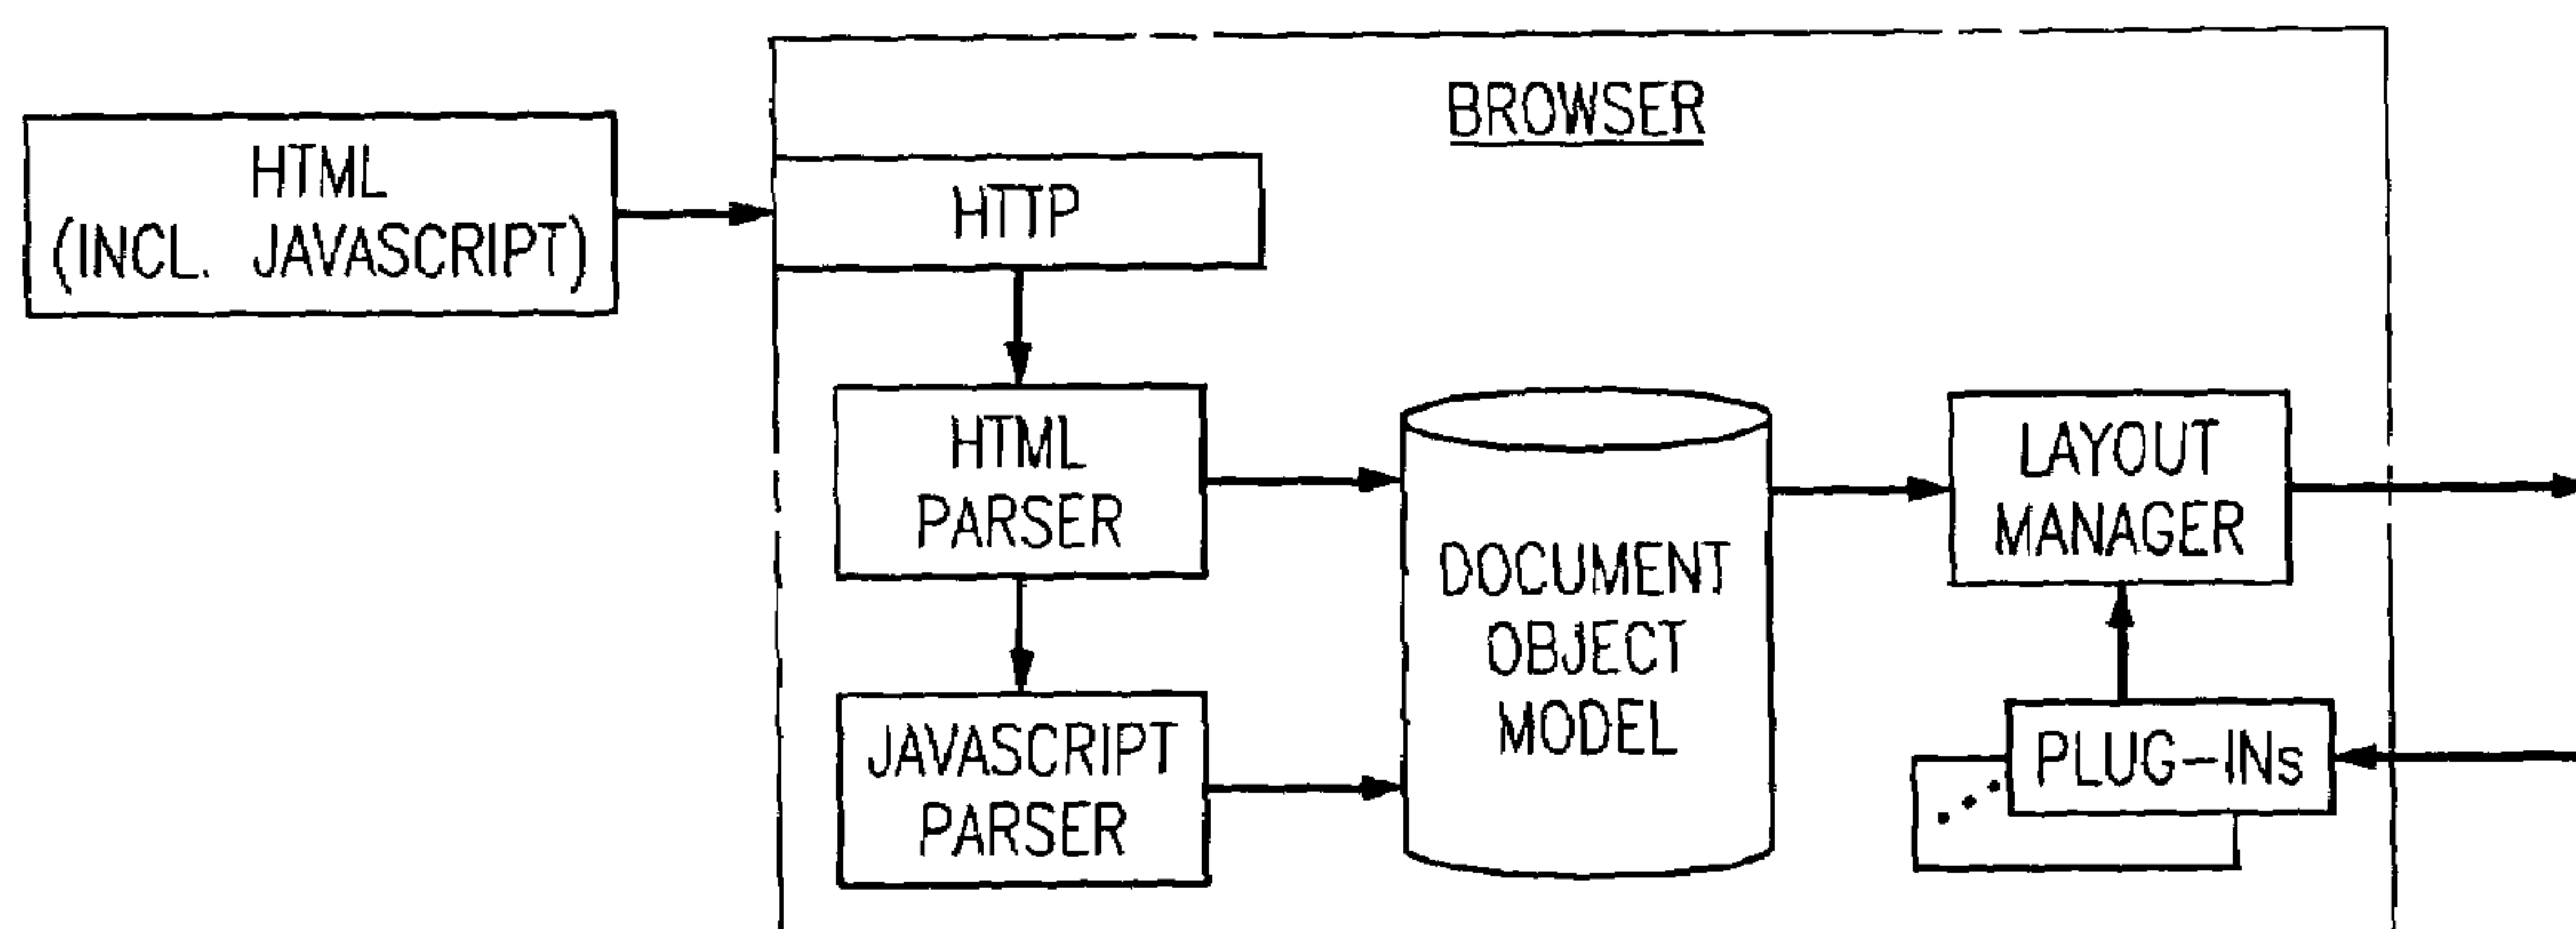 BROWSER
HTML
(INCL. JAVASCRIPT)
HTTP
HTML
PARSER
JAVASCRIPT
PARSER
DOCUMENT
OBJECT
MODEL
LAYOUT
MANAGER
PLUG-INs